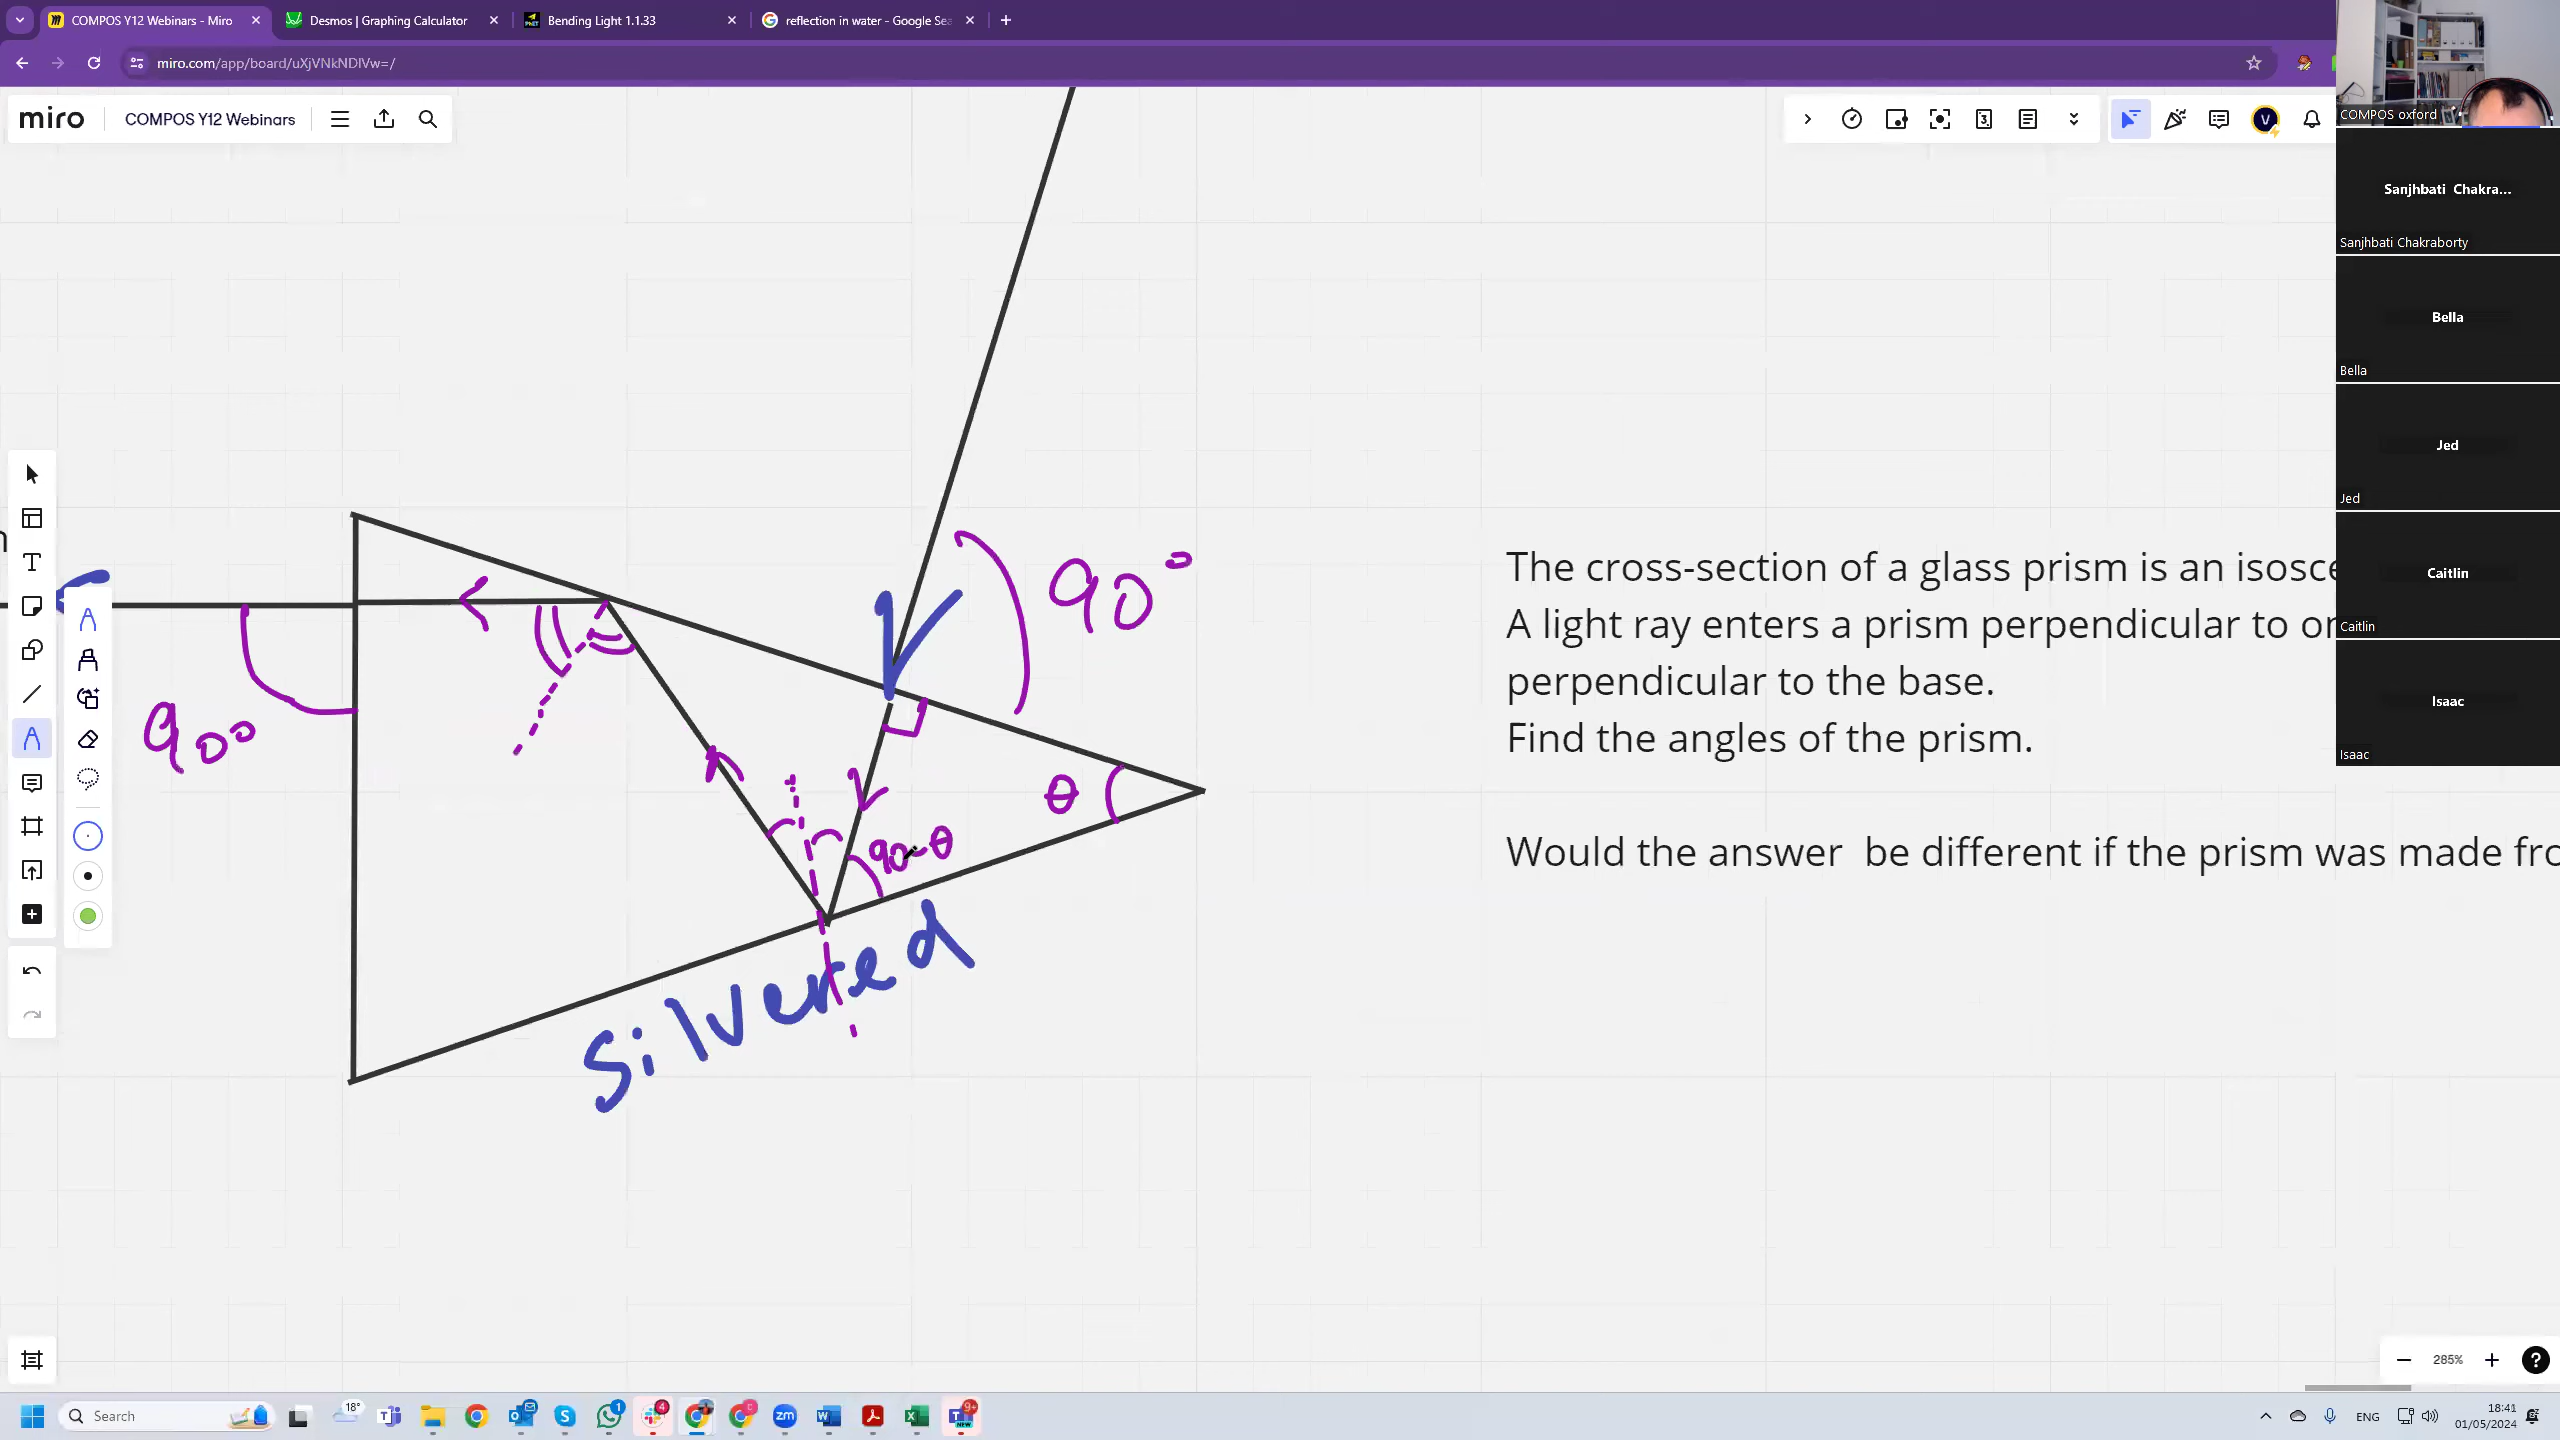 COMPOS Y12 Webinars - Miro
Desmos | Graphing Calculator
Bending Light 1.1.33
reflection in water - Google Sea
miro.com/app/board/uXjVNkNDlVw=/
miro
COMPOS Y12 Webinars
V
COMPOS oxford
Sanjhbati Chakra...
Sanjhbati Chakraborty
Bella
Bella
Jed
Jed
Caitlin
Caitlin
Isaac
Isaac
90°
90°
θ
90-θ
Silvered
The cross-section of a glass prism is an isosce
A light ray enters a prism perpendicular to or
perpendicular to the base.
Find the angles of the prism.
Would the answer be different if the prism was made fro
285%
Search
18°
ENG
18:41
01/05/2024